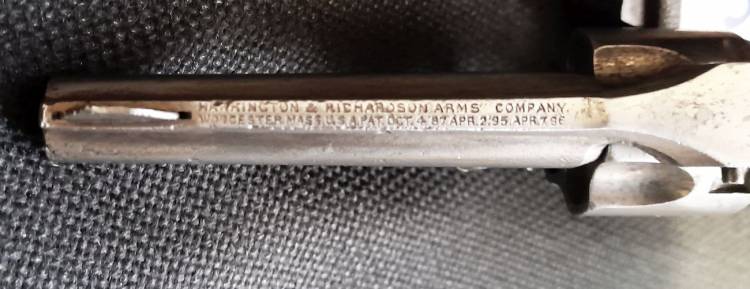 HARRINGTON & RICHARDSON ARMS COMPANY.
WORCESTER, MASS. U.S.A. PAT. OCT. 4. '87. APR. 2. '95. APR. 7. 96